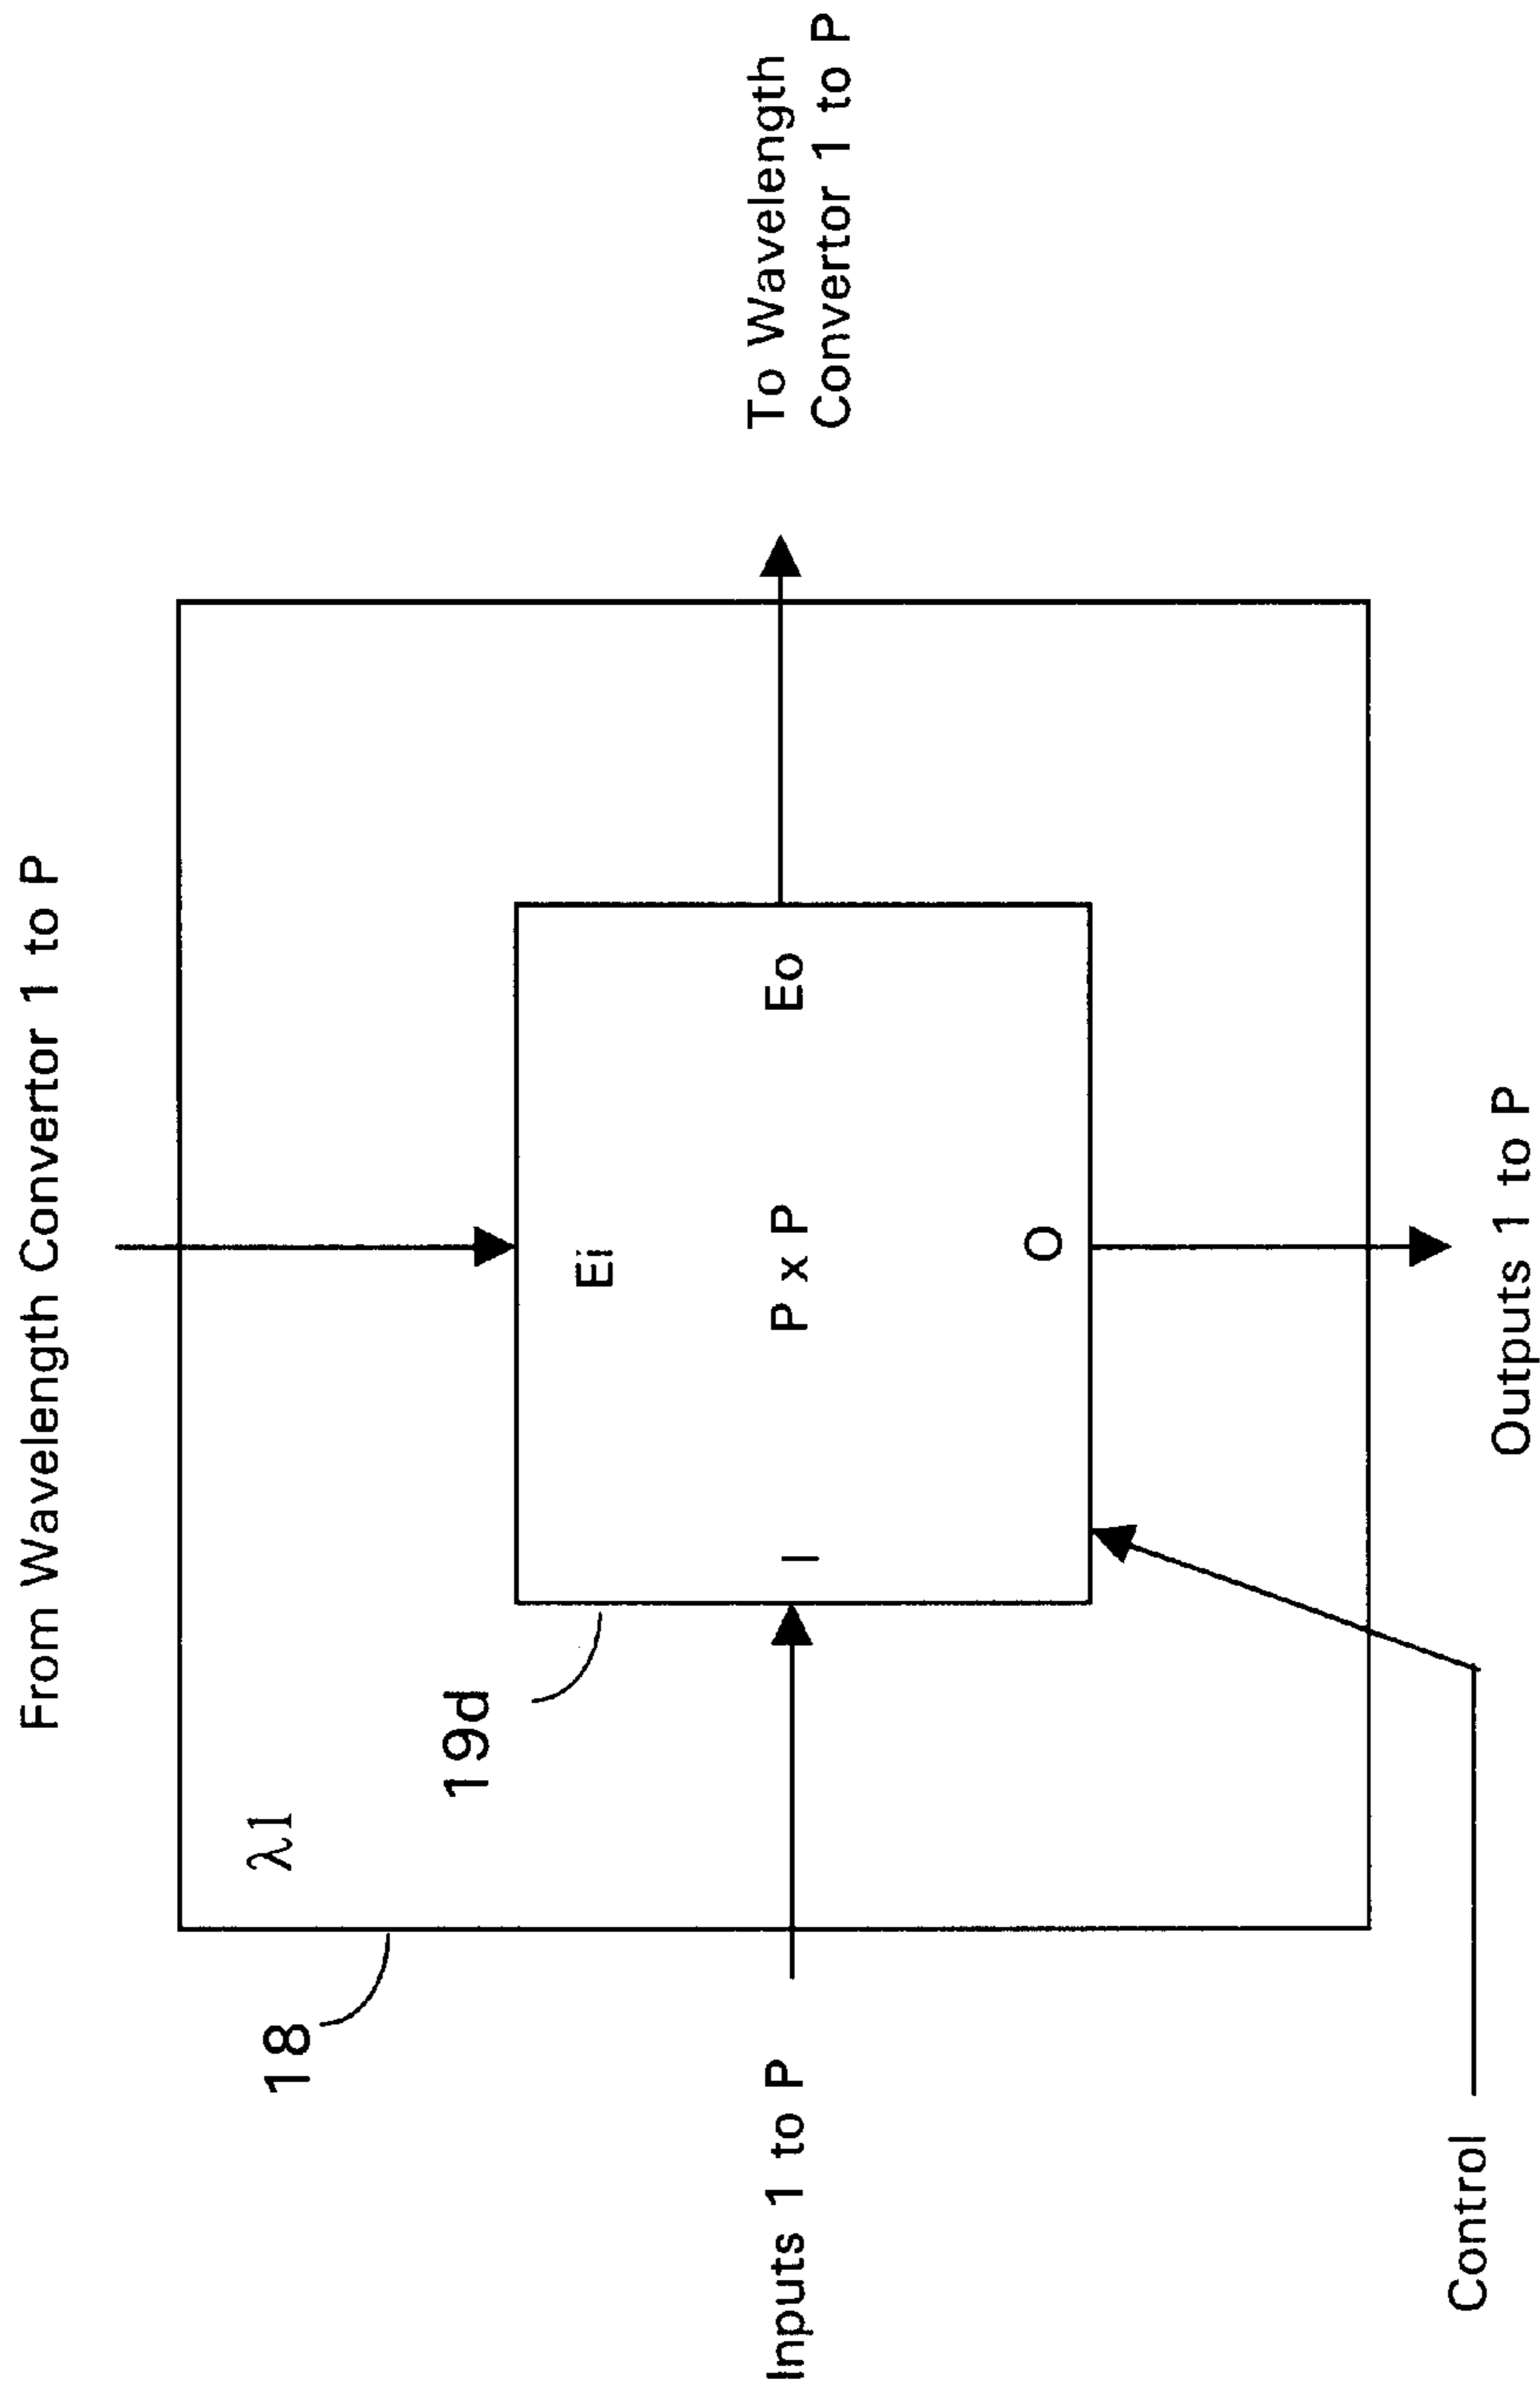 From Wavelength Convertor 1 to P
18
λ1
19d
Ei
Inputs 1 to P
I
P x P
Eo
To Wavelength
Convertor 1 to P
O
Control
Outputs 1 to P